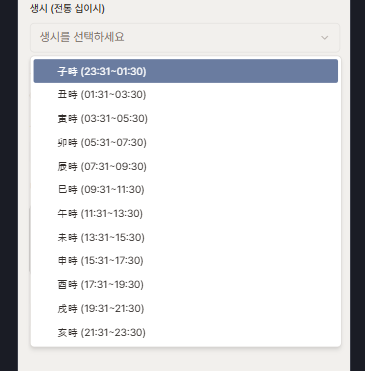 생시 (전통 십이시)
생시를 선택하세요
子時 (23:31~01:30)
丑時 (01:31~03:30)
寅時 (03:31~05:30)
卯時 (05:31~07:30)
辰時 (07:31~09:30)
巳時 (09:31~11:30)
午時 (11:31~13:30)
未時 (13:31~15:30)
申時 (15:31~17:30)
酉時 (17:31~19:30)
戌時 (19:31~21:30)
亥時 (21:31~23:30)